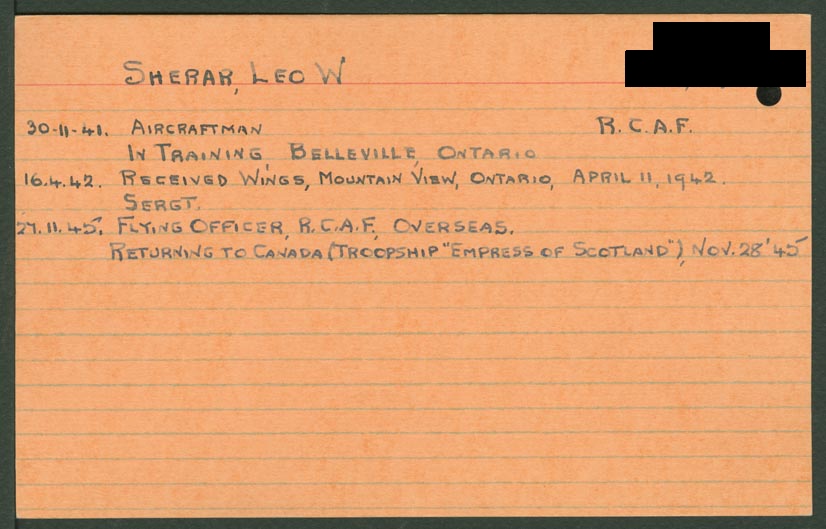 SHERAR, LEO W
30-11-41. AIRCRAFTMAN R.C.A.F.
IN TRAINING, BELLEVILLE, ONTARIO
16.4.42. RECEIVED WINGS, MOUNTAIN VIEW, ONTARIO, APRIL 11, 1942.
SERGT.
27.11.45. FLYING OFFICER, R.C.A.F., OVERSEAS.
RETURNING TO CANADA (TROOPSHIP "EMPRESS OF SCOTLAND"), NOV. 28 '45